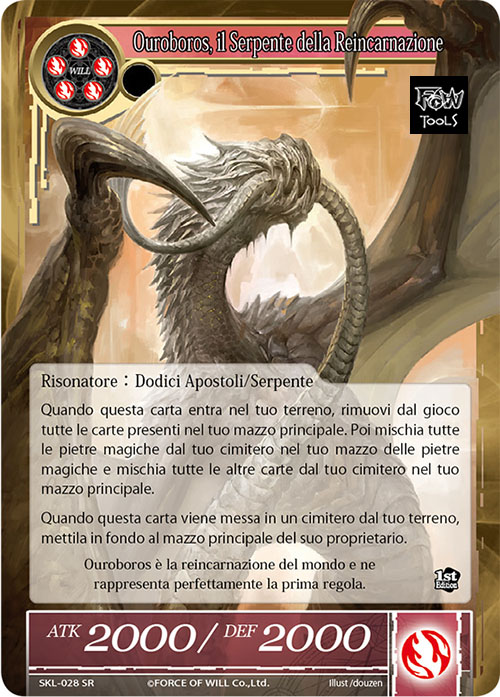 Ouroboros, il Serpente della Reincarnazione
WILL
FoW
TOOLS
Risonatore : Dodici Apostoli/Serpente
Quando questa carta entra nel tuo terreno, rimuovi dal gioco
tutte le carte presenti nel tuo mazzo principale. Poi mischia tutte
le pietre magiche dal tuo cimitero nel tuo mazzo delle pietre
magiche e mischia tutte le altre carte dal tuo cimitero nel tuo
mazzo principale.
Quando questa carta viene messa in un cimitero dal tuo terreno,
mettila in fondo al mazzo principale del suo proprietario.
Ouroboros è la reincarnazione del mondo e ne
rappresenta perfettamente la prima regola.
1st
Edition
ATK 2000 / DEF 2000
SKL-028 SR ©FORCE OF WILL Co.,Ltd. Illust /douzen